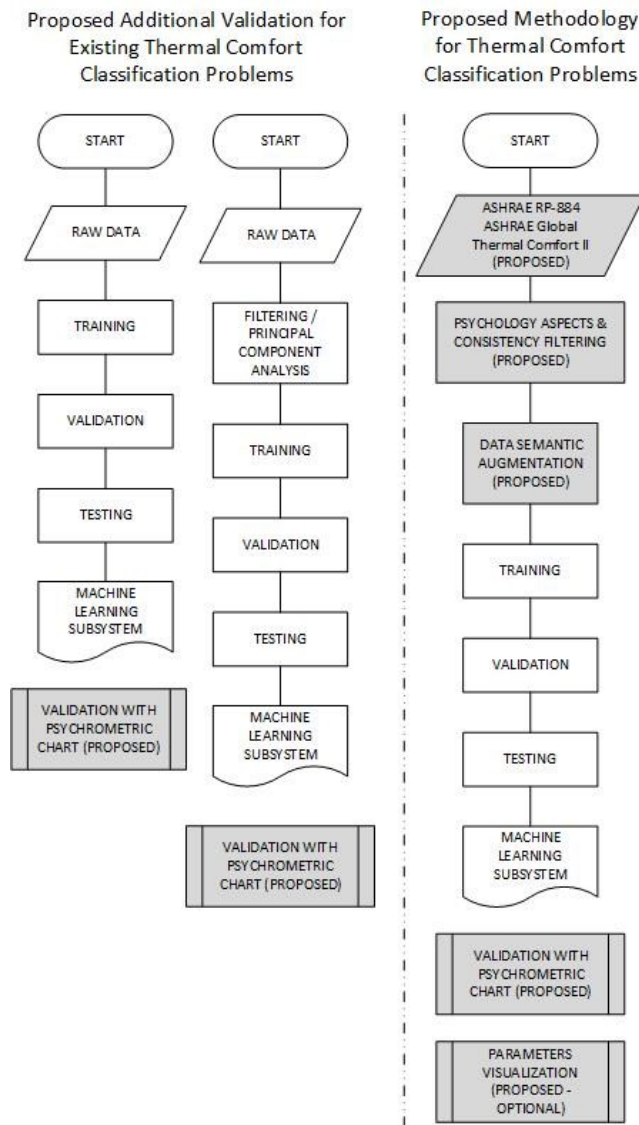 Proposed Additional Validation for
Existing Thermal Comfort
Classification Problems
START
RAW DATA
TRAINING
VALIDATION
TESTING
MACHINE
LEARNING
SUBSYSTEM
VALIDATION WITH
PSYCHROMETRIC
CHART (PROPOSED)
START
RAW DATA
FILTERING /
PRINCIPAL
COMPONENT
ANALYSIS
TRAINING
VALIDATION
TESTING
MACHINE
LEARNING
SUBSYSTEM
VALIDATION WITH
PSYCHROMETRIC
CHART (PROPOSED)
Proposed Methodology
for Thermal Comfort
Classification Problems
START
ASHRAE RP-884
ASHRAE Global
Thermal Comfort II
(PROPOSED)
PSYCHOLOGY ASPECTS &
CONSISTENCY FILTERING
(PROPOSED)
DATA SEMANTIC
AUGMENTATION
(PROPOSED)
TRAINING
VALIDATION
TESTING
MACHINE
LEARNING
SUBSYSTEM
VALIDATION WITH
PSYCHROMETRIC
CHART (PROPOSED)
PARAMETERS
VISUALIZATION
(PROPOSED -
OPTIONAL)